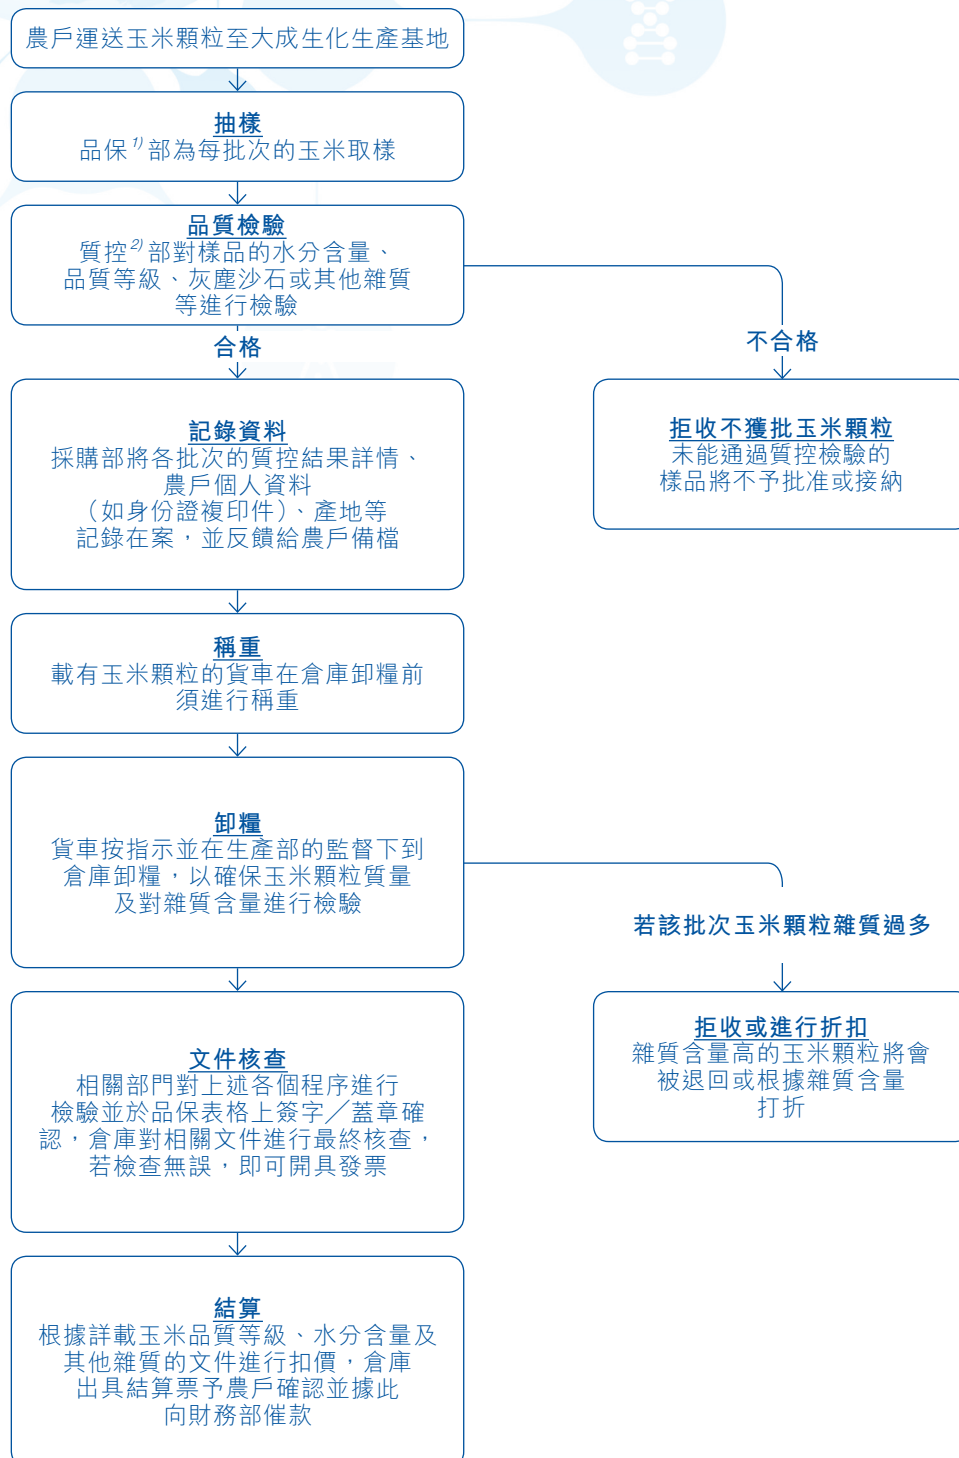 農戶運送玉米顆粒至大成生化生產基地
抽樣
品保1)部為每批次的玉米取樣
品質檢驗
質控2)部對樣品的水分含量、
品質等級、灰塵沙石或其他雜質
等進行檢驗
合格
不合格
記錄資料
採購部將各批次的質控結果詳情、
農戶個人資料
（如身份證複印件）、產地等
記錄在案，並反饋給農戶備檔
拒收不獲批玉米顆粒
未能通過質控檢驗的
樣品將不予批准或接納
稱重
載有玉米顆粒的貨車在倉庫卸糧前
須進行稱重
卸糧
貨車按指示並在生產部的監督下到
倉庫卸糧，以確保玉米顆粒質量
及對雜質含量進行檢驗
若該批次玉米顆粒雜質過多
拒收或進行折扣
雜質含量高的玉米顆粒將會
被退回或根據雜質含量
打折
文件核查
相關部門對上述各個程序進行
檢驗並於品保表格上簽字／蓋章確
認，倉庫對相關文件進行最終核查，
若檢查無誤，即可開具發票
結算
根據詳載玉米品質等級、水分含量及
其他雜質的文件進行扣價，倉庫
出具結算票予農戶確認並據此
向財務部催款